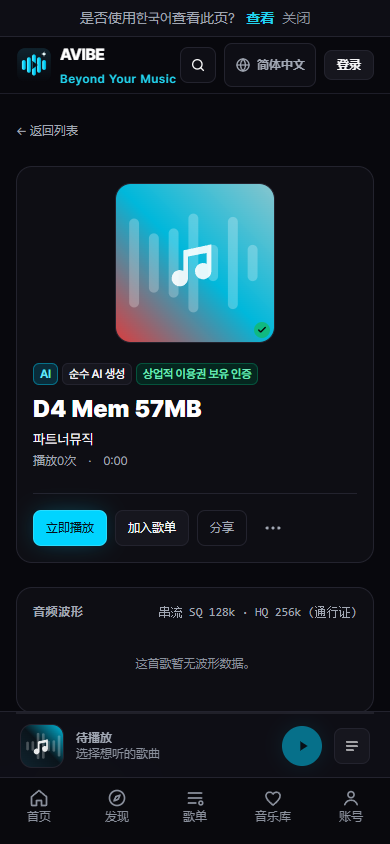 是否使用한국어查看此页? 查看 关闭
AVIBE
Beyond Your Music
简体中文
登录
← 返回列表
AI 순수 AI 생성 상업적 이용권 보유 인증
D4 Mem 57MB
파트너뮤직
播放0次 · 0:00
立即播放 加入歌单 分享 ···
音频波形 串流 SQ 128k · HQ 256k (通行证)
这首歌暂无波形数据。
待播放
选择想听的歌曲
首页 发现 歌单 音乐库 账号